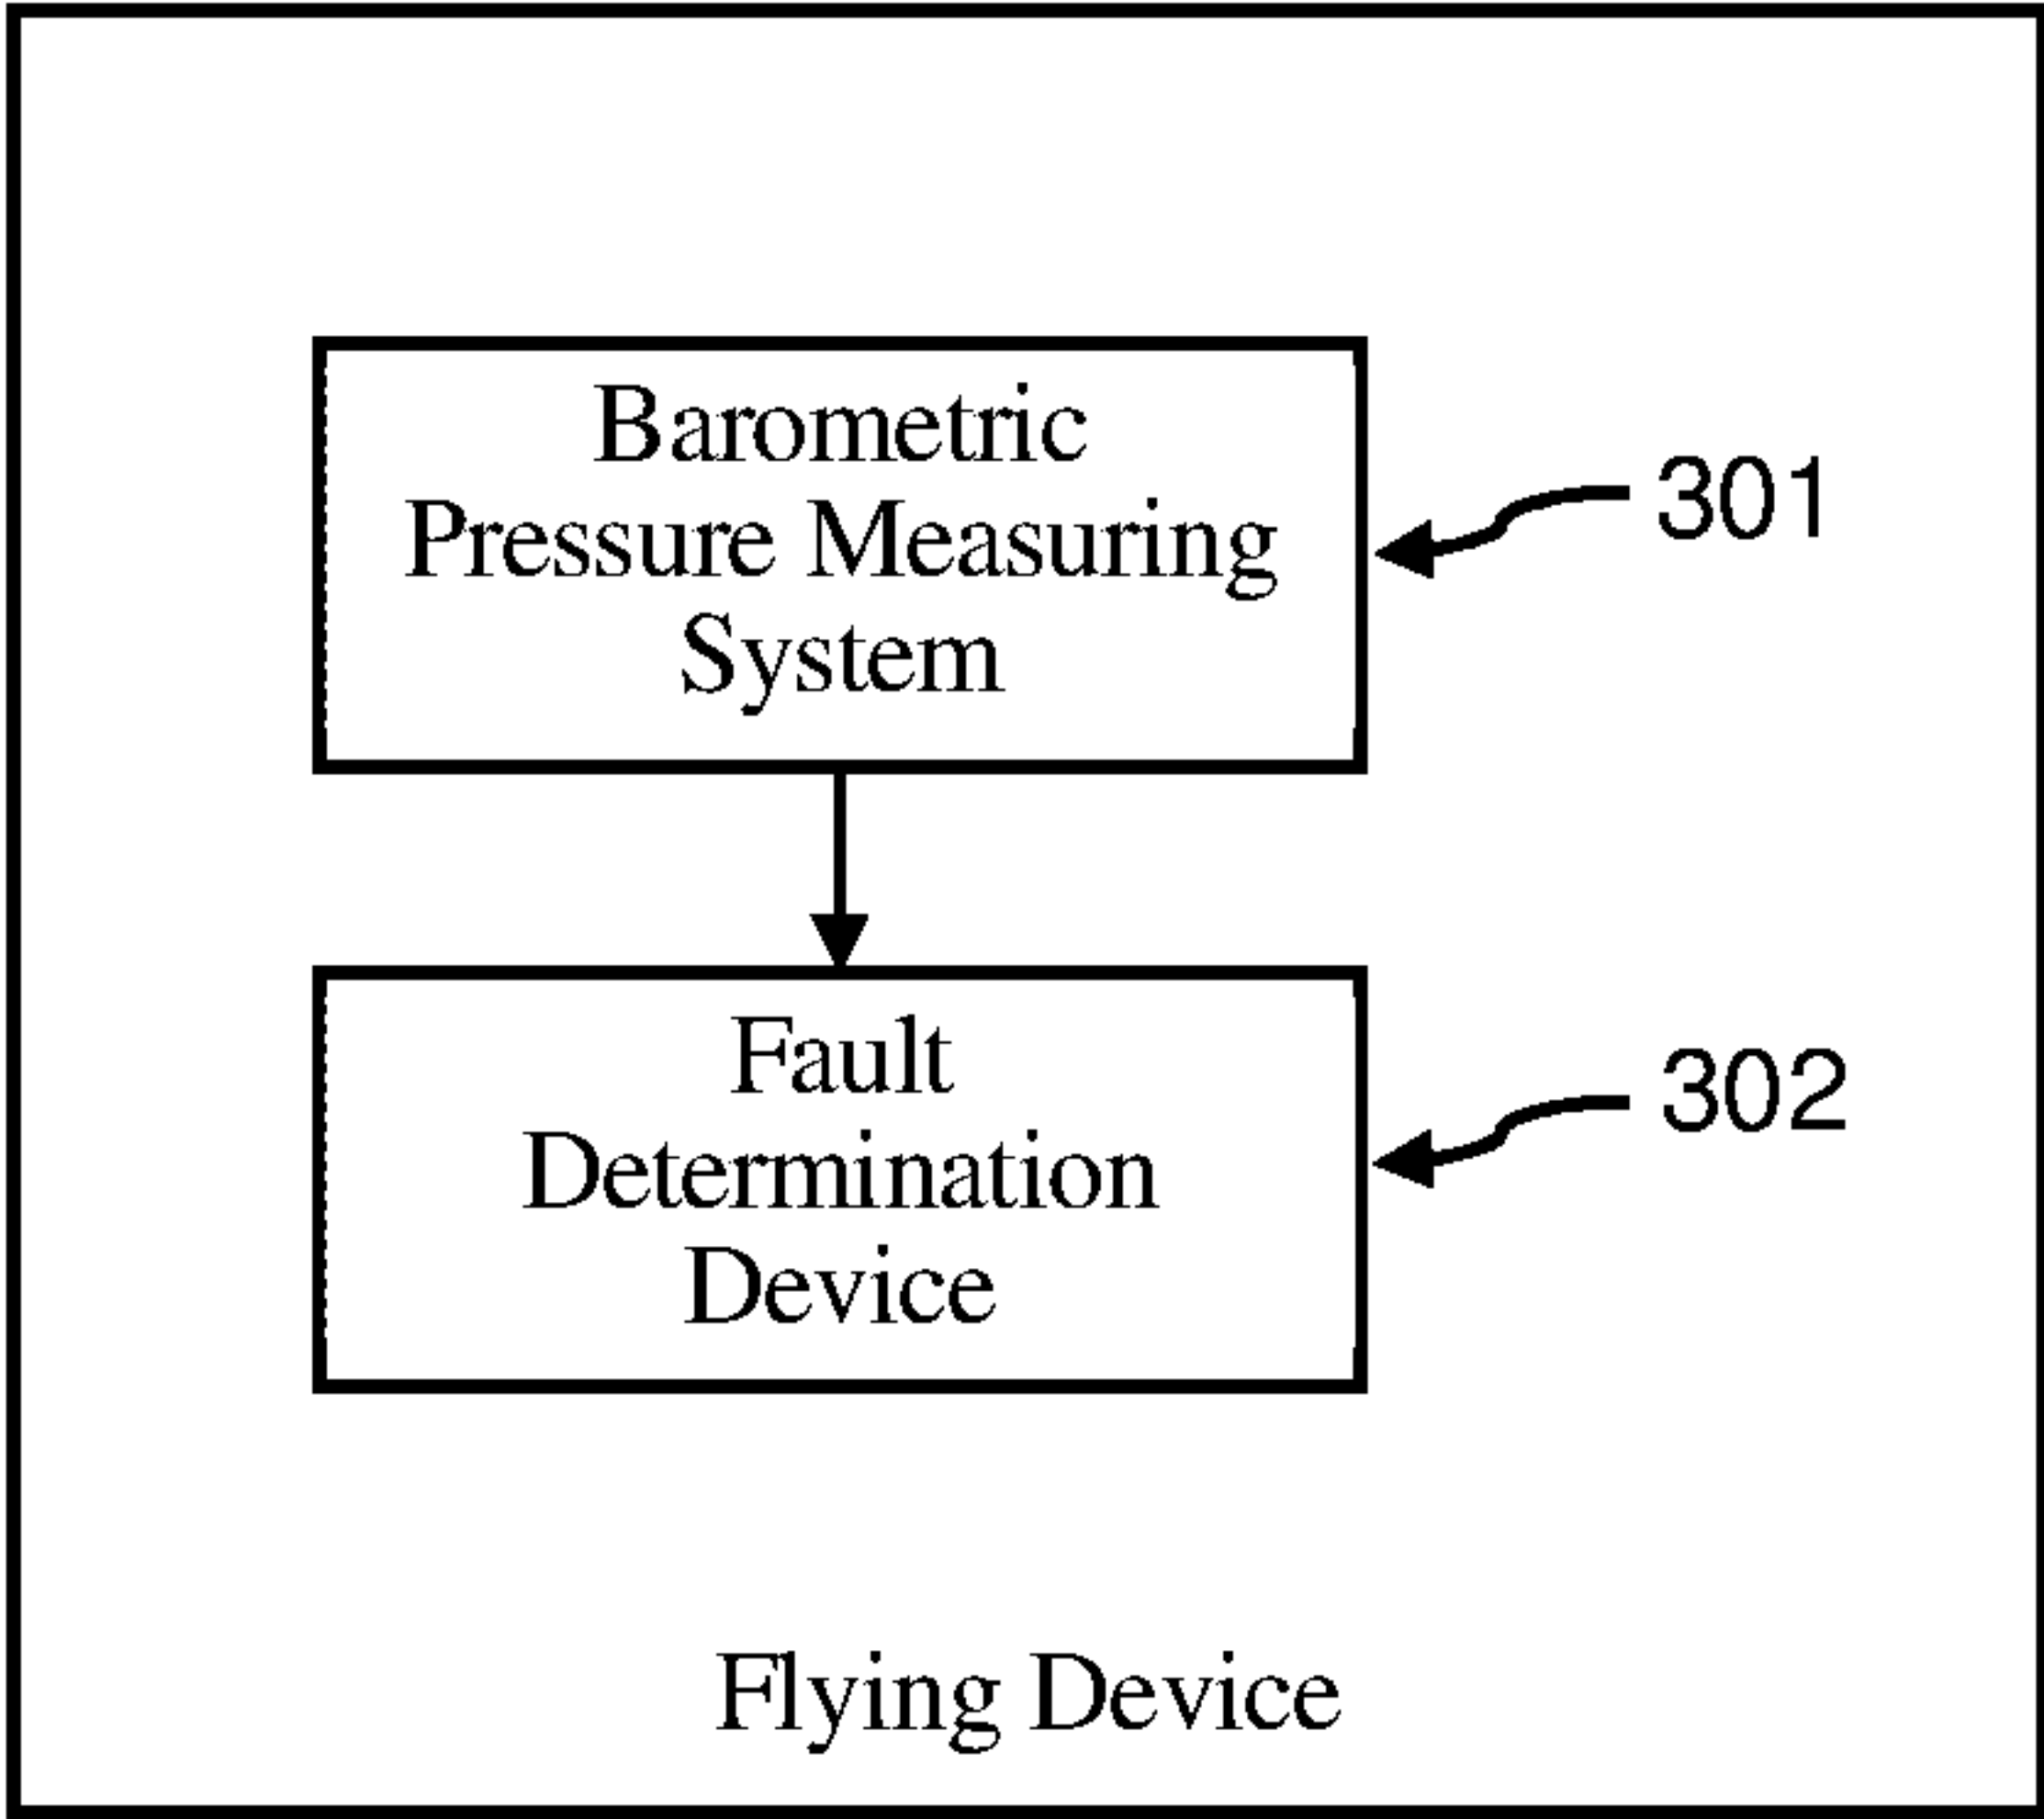 Barometric
Pressure Measuring
System
301
Fault
Determination
Device
302
Flying Device